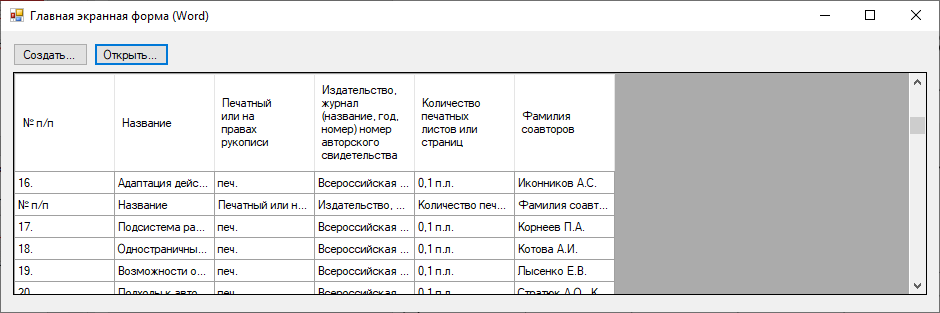 Главная экранная форма (Word)
Создать... Открыть...
№ п/п Название Печатный или на правах рукописи Издательство, журнал (название, год, номер) номер авторского свидетельства Количество печатных листов или страниц Фамилия соавторов
16. Адаптация дейс... печ. Всероссийская ... 0,1 п.л. Иконников А.С.
№ п/п Название Печатный или н... Издательство, ... Количество печ... Фамилия соавт...
17. Подсистема ра... печ. Всероссийская ... 0,1 п.л. Корнеев П.А.
18. Одностраничны... печ. Всероссийская ... 0,1 п.л. Котова А.И.
19. Возможности о... печ. Всероссийская ... 0,1 п.л. Лысенко Е.В.
20. Подходы к авто... печ. Всероссийская ... 0,1 п.л. Стратюк А.О., К...